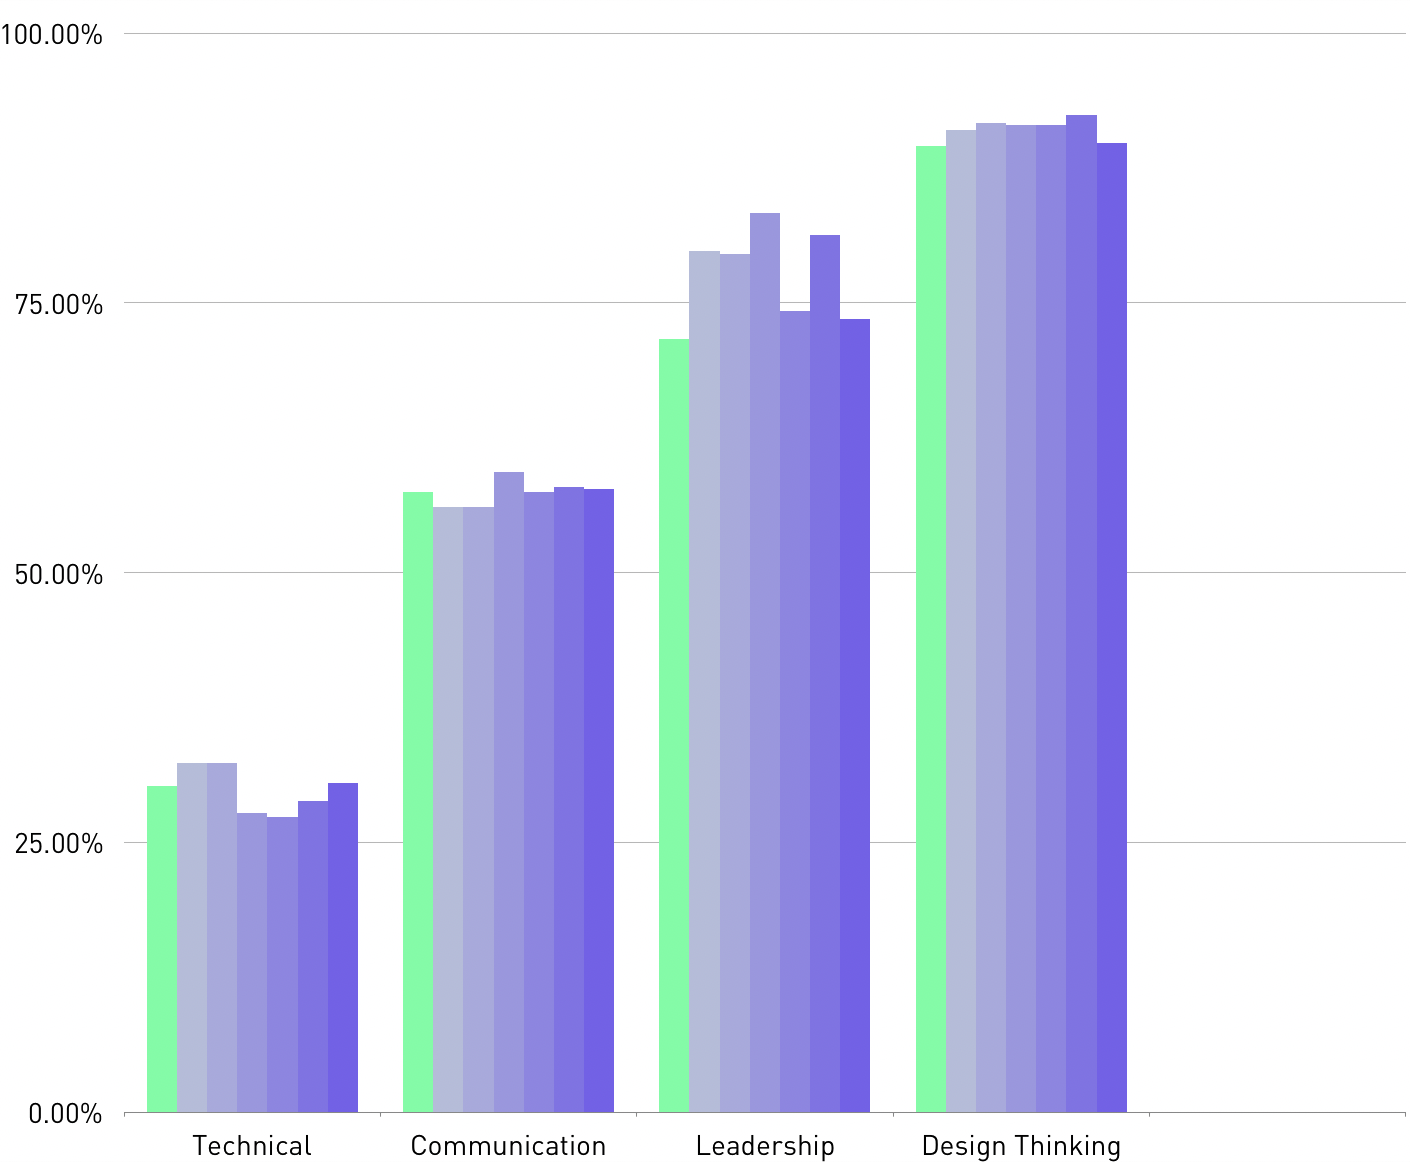 100.00%
75.00%
50.00%
25.00%
0.00%
Technical
Communication
Leadership
Design Thinking